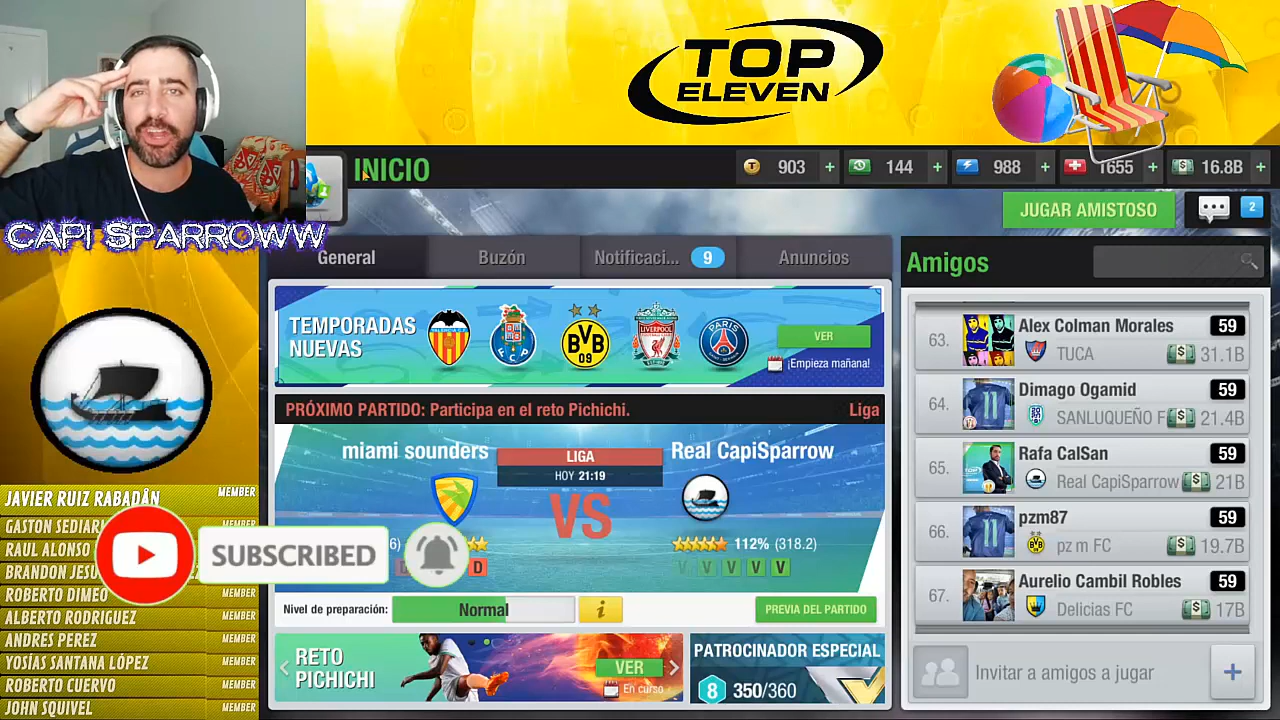 TOP
ELEVEN
INICIO
903 +
144 +
988 +
1655 +
16.8B +
JUGAR AMISTOSO
2
CAPI SPARROWW
General
Buzón
Notificaci... 9
Anuncios
Amigos
TEMPORADAS
NUEVAS
VER
¡Empieza mañana!
PRÓXIMO PARTIDO: Participa en el reto Pichichi.
Liga
miami sounders
LIGA
HOY 21:19
VS
Real CapiSparrow
112% (318.2)
V V V V V
D
Nivel de preparación:
Normal
i
PREVIA DEL PARTIDO
RETO
PICHICHI
VER
En curso
PATROCINADOR ESPECIAL
8 350/360
63. Alex Colman Morales 59
TUCA 31.1B
64. Dimago Ogamid 59
SANLUQUEÑO F 21.4B
65. Rafa CalSan 59
Real CapiSparrow 21B
66. pzm87 59
pz m FC 19.7B
67. Aurelio Cambil Robles 59
Delicias FC 17B
Invitar a amigos a jugar
JAVIER RUIZ RABADÁN MEMBER
GASTON SEDIARI MEMBER
RAUL ALONSO
BRANDON JESU
ROBERTO DIMEO MEMBER
ALBERTO RODRIGUEZ MEMBER
ANDRES PEREZ MEMBER
YOSÍAS SANTANA LÓPEZ MEMBER
ROBERTO CUERVO MEMBER
JOHN SQUIVEL MEMBER
SUBSCRIBED